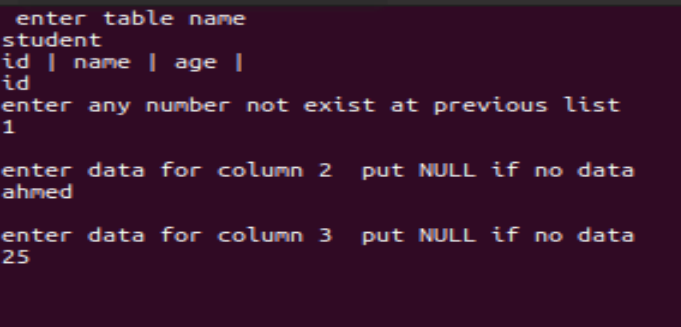 enter table name
student
id | name | age |
id
enter any number not exist at previous list
1
enter data for column 2  put NULL if no data
ahmed
enter data for column 3  put NULL if no data
25